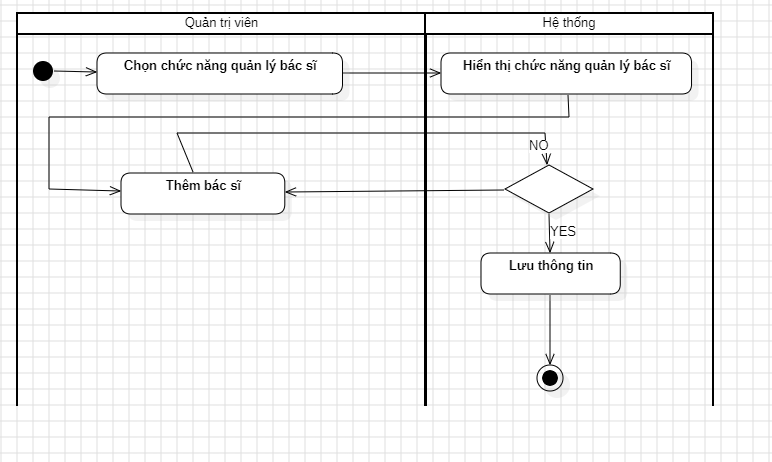 Quản trị viên
Hệ thống
Chọn chức năng quản lý bác sĩ
Hiển thị chức năng quản lý bác sĩ
NO
Thêm bác sĩ
YES
Lưu thông tin